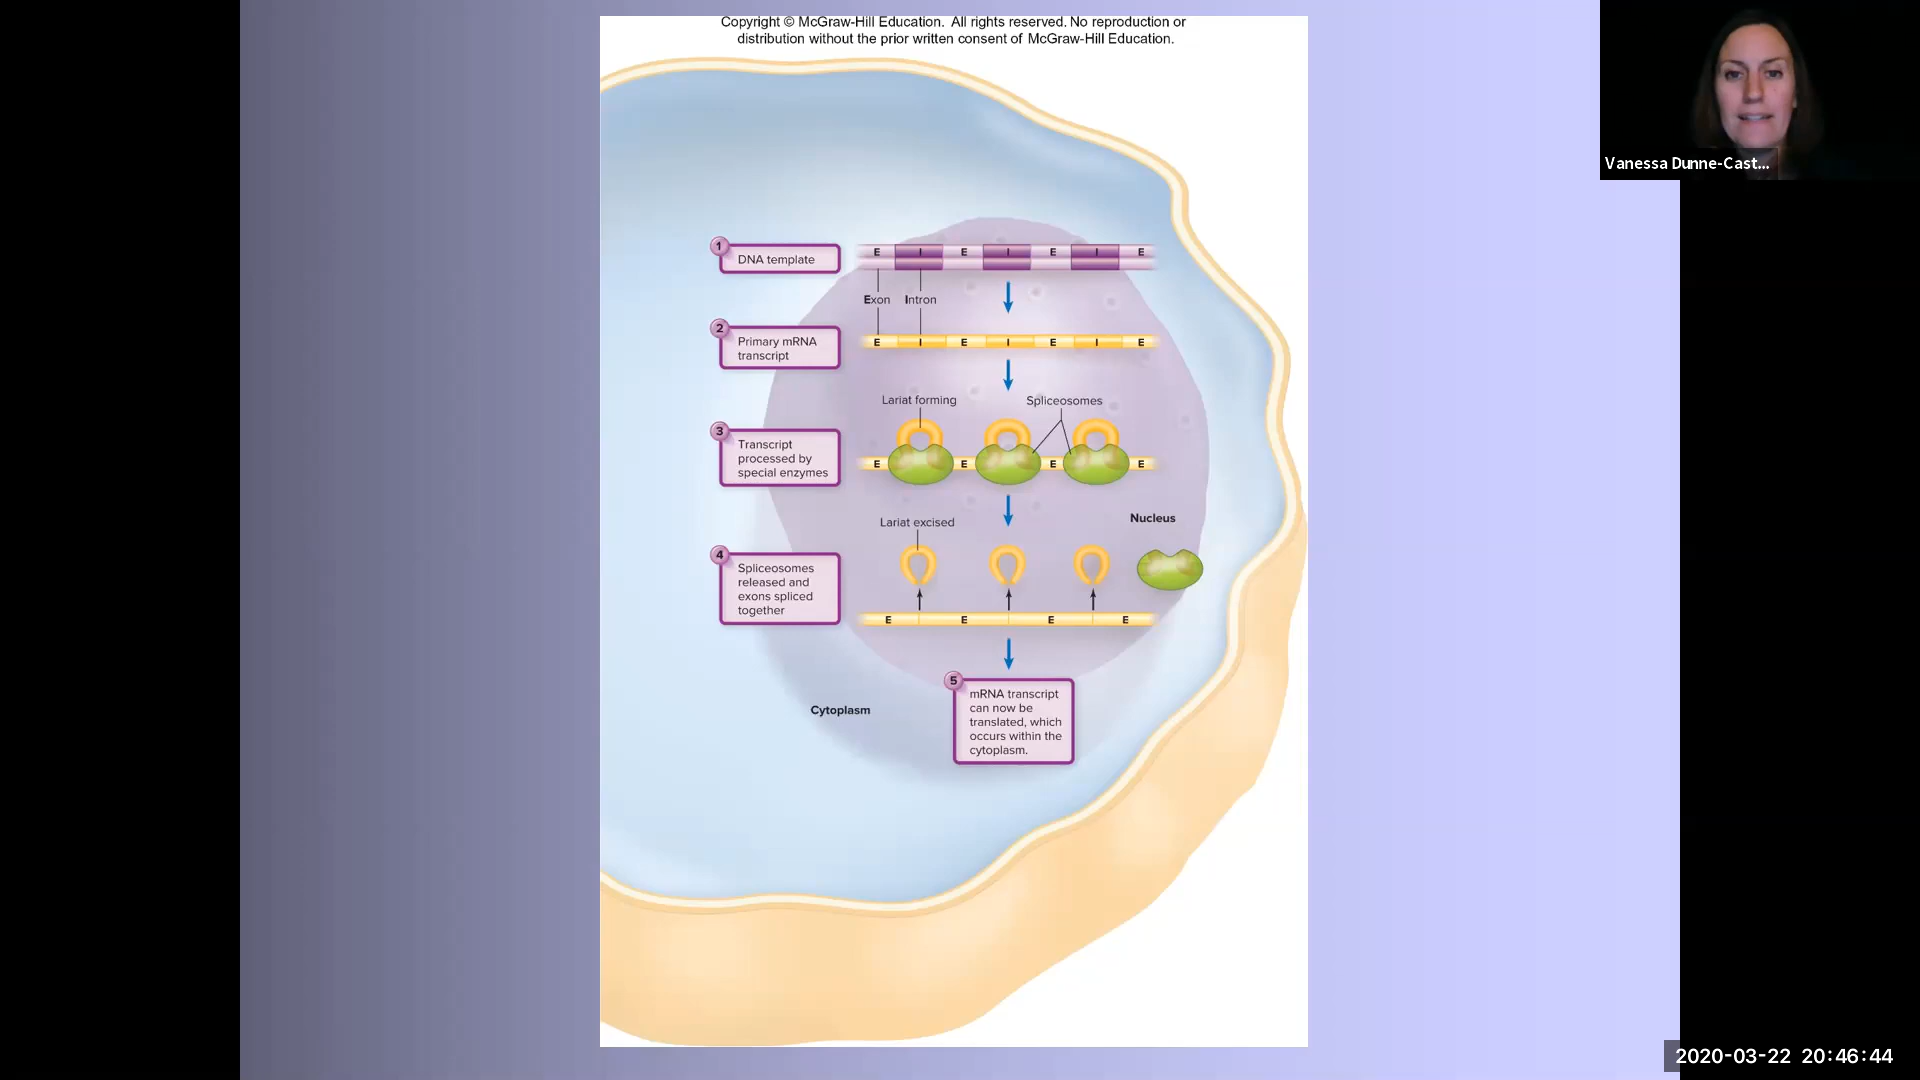 Copyright © McGraw-Hill Education. All rights reserved. No reproduction or
distribution without the prior written consent of McGraw-Hill Education.
Vanessa Dunne-Cast...
1
DNA template
E I E I E I E
Exon Intron
2
Primary mRNA
transcript
E I E I E I E
Lariat forming
Spliceosomes
3
Transcript
processed by
special enzymes
E E E E
Lariat excised
Nucleus
4
Spliceosomes
released and
exons spliced
together
E E E E
5
mRNA transcript
can now be
translated, which
occurs within the
cytoplasm.
Cytoplasm
2020-03-22 20:46:44